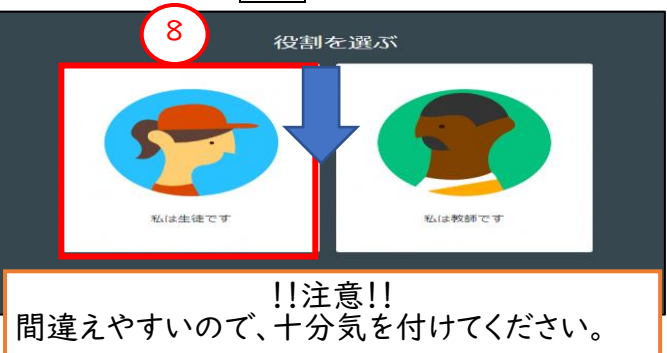 8
役割を選ぶ
私は生徒です
私は教師です
!!注意!!
間違えやすいので、十分気を付けてください。